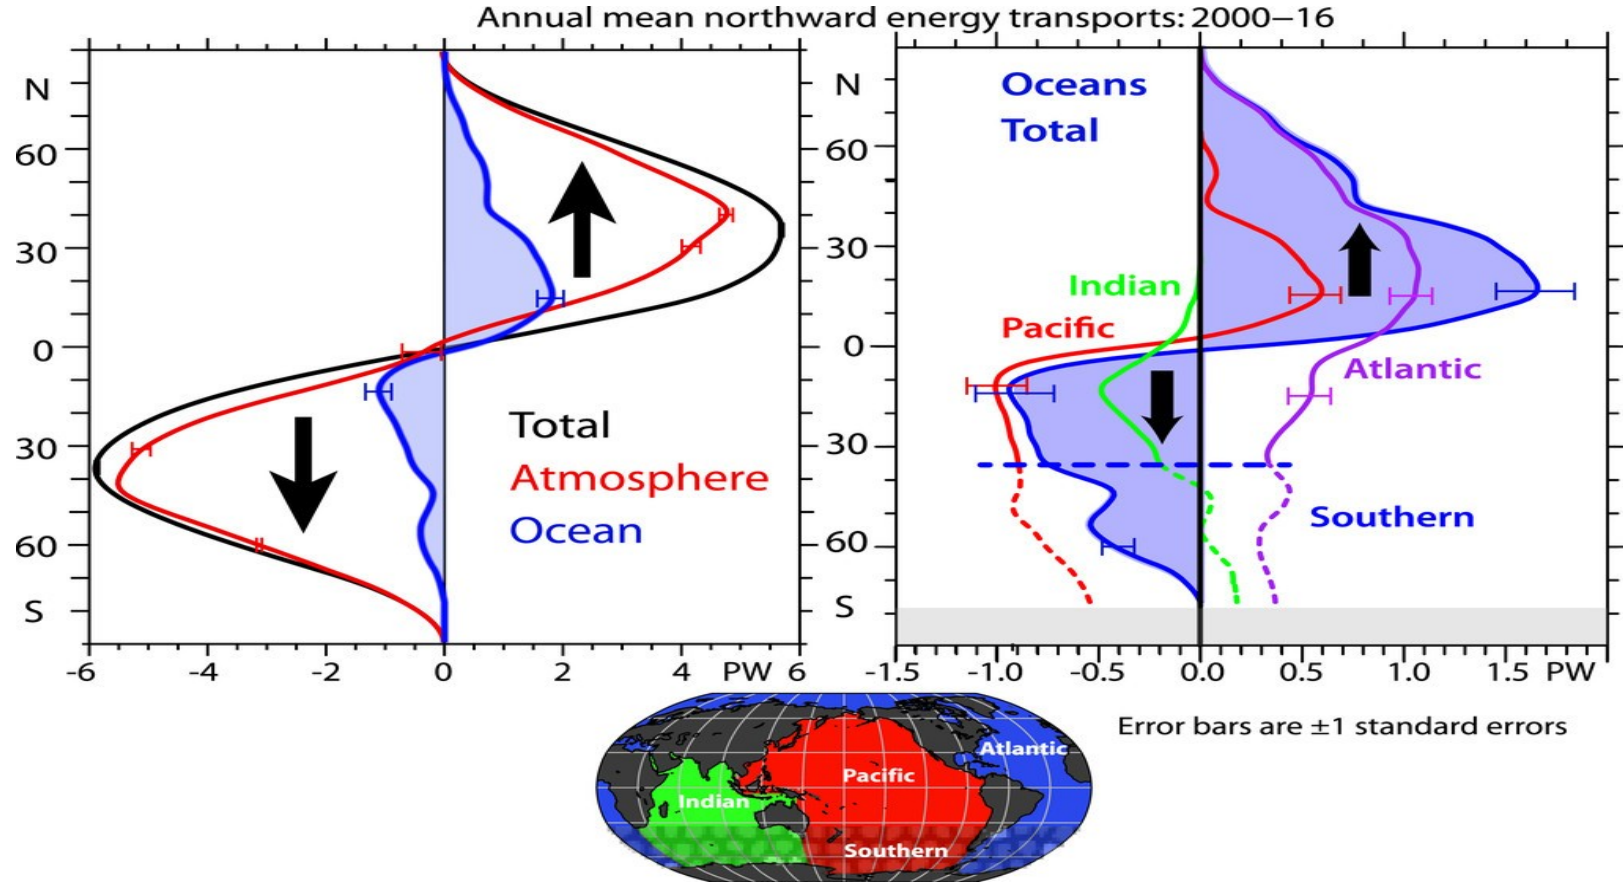 Annual mean northward energy transports: 2000−16
N
60
30
0
30
60
S
Total
Atmosphere
Ocean
-6 -4 -2 0 2 4 PW 6
N
60
30
0
30
60
S
Oceans
Total
Indian
Pacific
Atlantic
Southern
-1.5 -1.0 -0.5 0.0 0.5 1.0 1.5 PW
Error bars are ±1 standard errors
Atlantic
Pacific
Indian
Southern